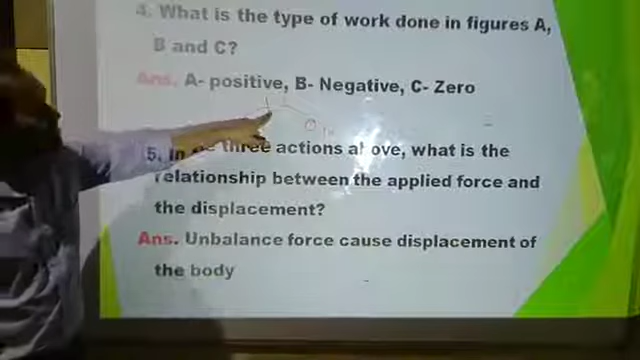 4. What is the type of work done in figures A,
B and C?
Ans. A- positive, B- Negative, C- Zero
5. In three actions above, what is the
relationship between the applied force and
the displacement?
Ans. Unbalance force cause displacement of
the body